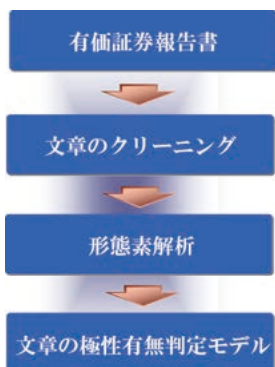 有価証券報告書
文章のクリーニング
形態素解析
文章の極性有無判定モデル